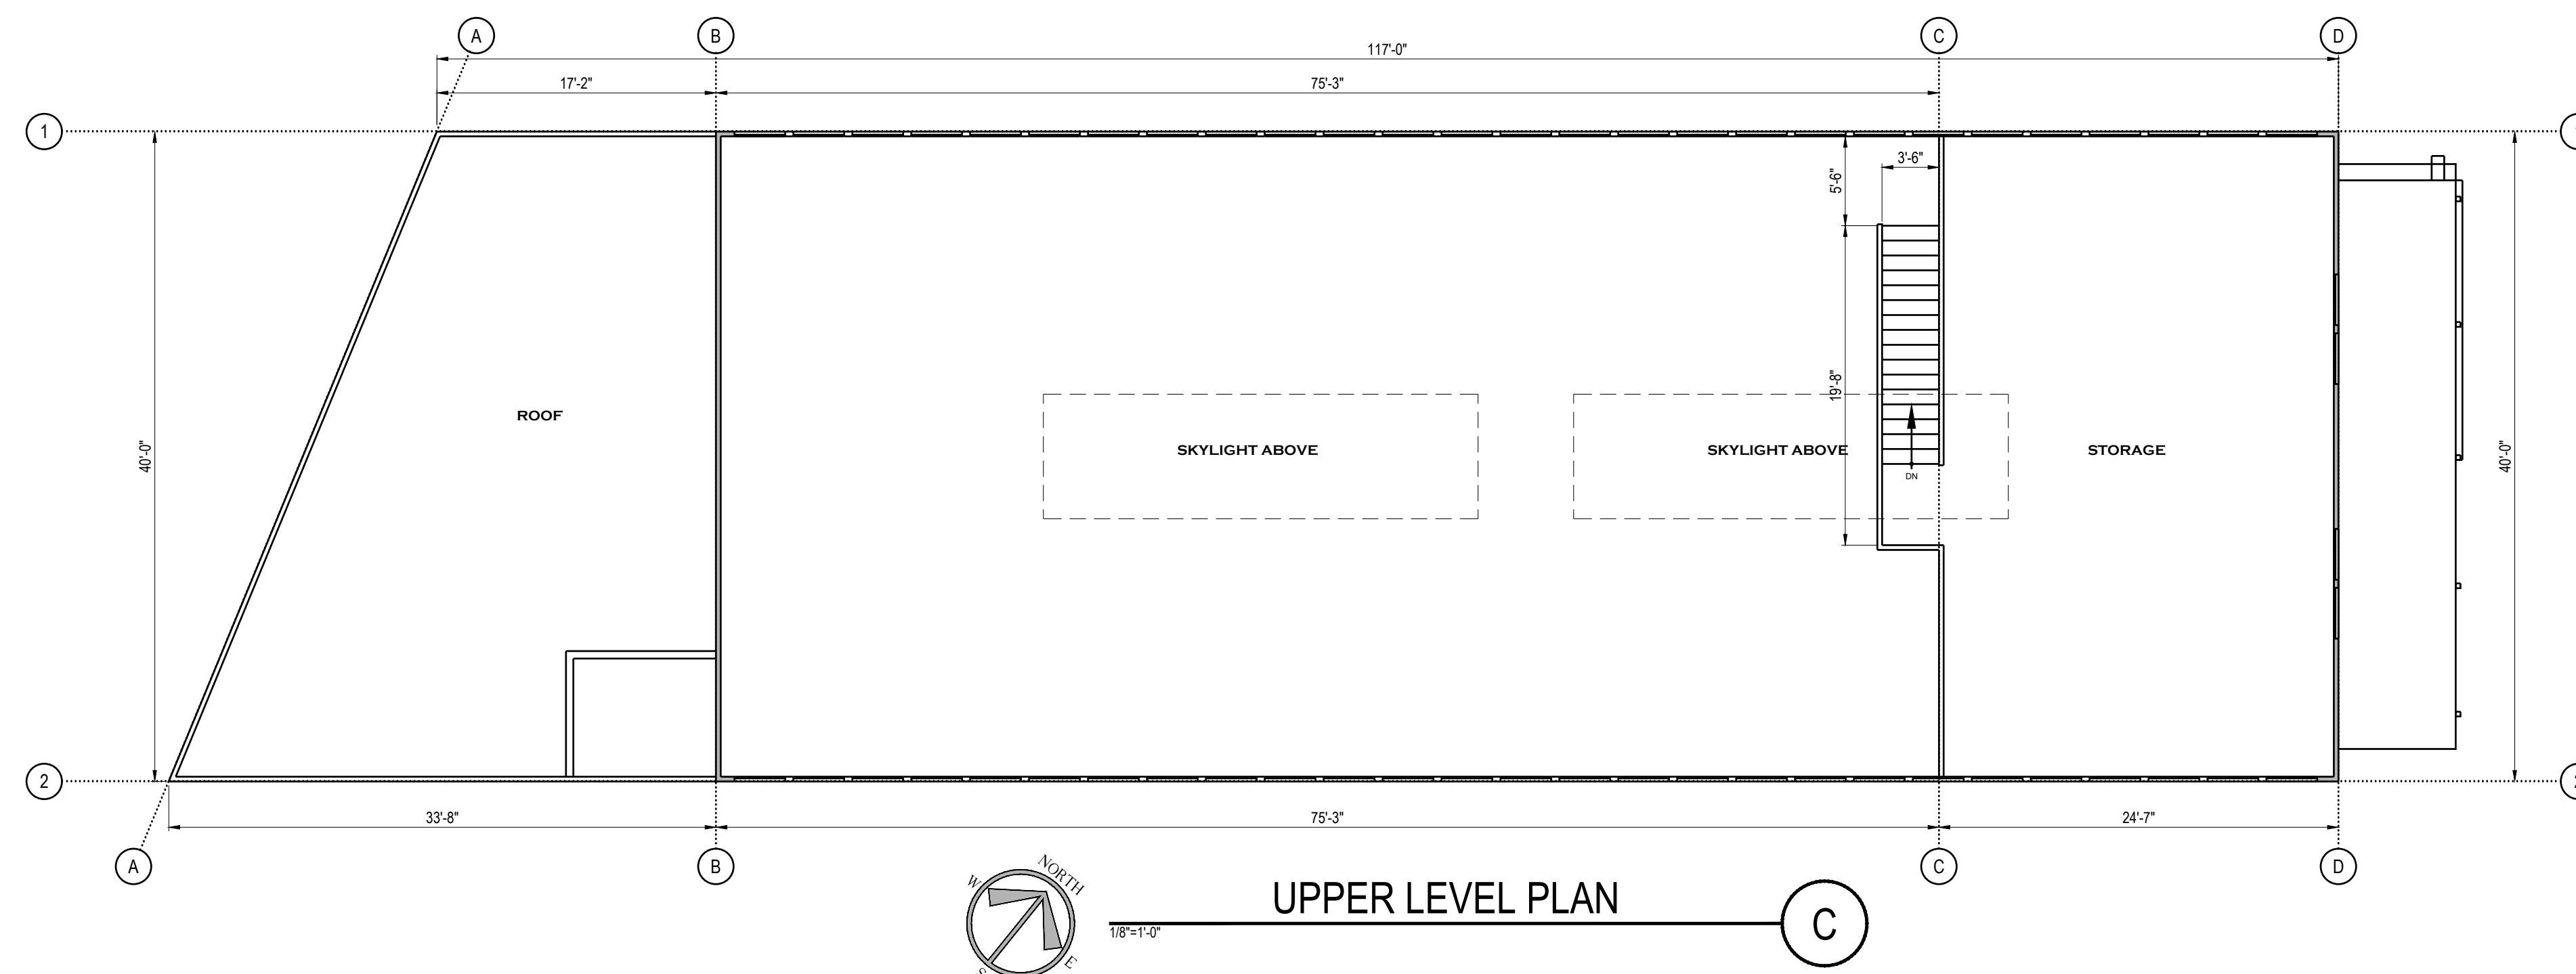 A
B
C
D
117'-0"
17'-2"
75'-3"
1
3'-6"
5'-6"
19'-8"
ROOF
SKYLIGHT ABOVE
SKYLIGHT ABOVE
STORAGE
40'-0"
40'-0"
DN
2
33'-8"
75'-3"
24'-7"
A
B
C
D
NORTH
W
E
S
UPPER LEVEL PLAN
1/8"=1'-0"
C